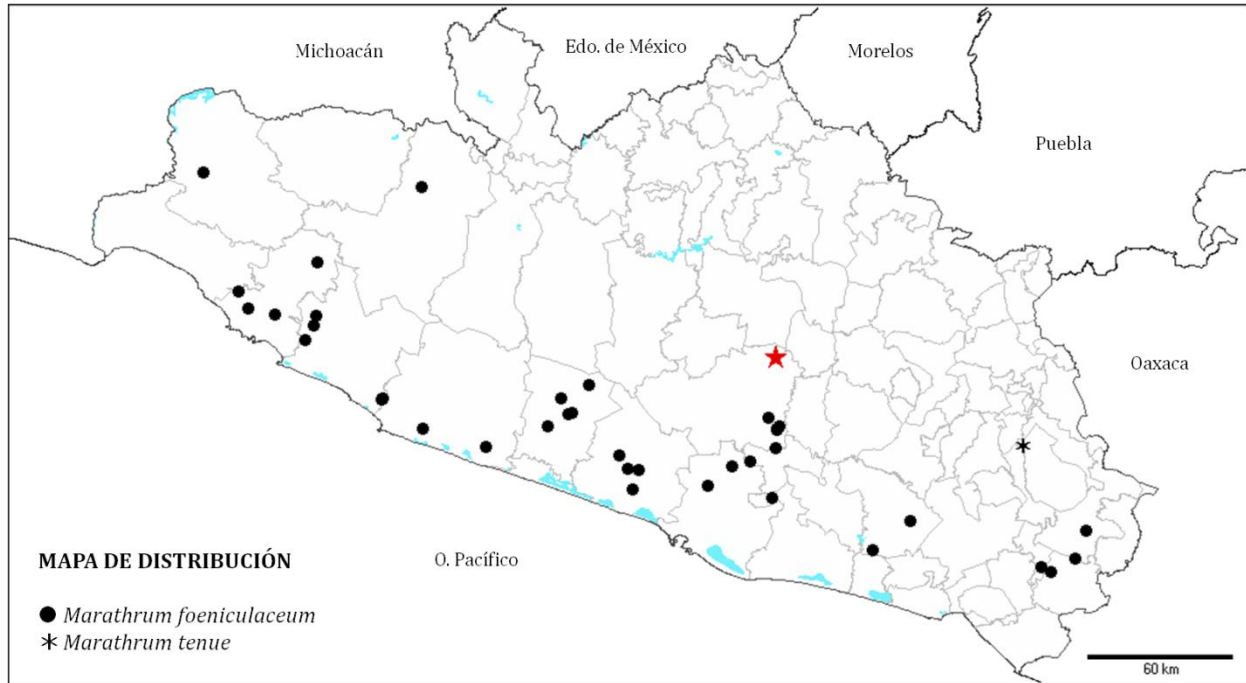 Michoacán
Edo. de México
Morelos
Puebla
Oaxaca
O. Pacífico
MAPA DE DISTRIBUCIÓN
Marathrum foeniculaceum
Marathrum tenue
60 km